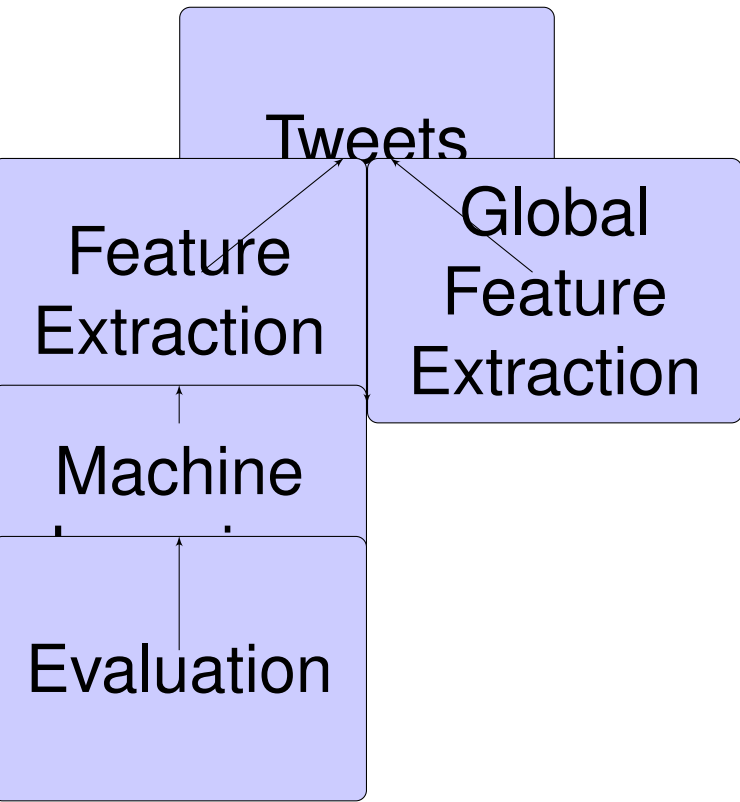 Tweets
Feature
Extraction
Global
Feature
Extraction
Machine
Evaluation